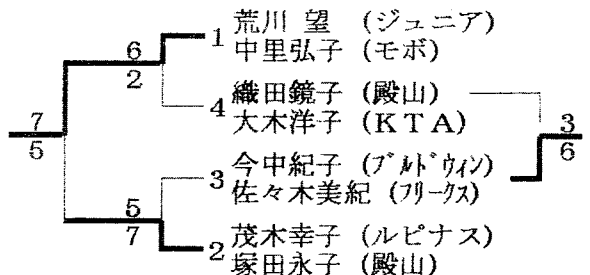 荒川 望 (ジュニア)
6 1 中里弘子 (モボ)
2 織田鏡子 (殿山)
7 4 大木洋子 (KTA) 3
5 今中紀子 (ブルドウィン) 6
3 佐々木美紀 (フリークス)
5 茂木幸子 (ルピナス)
7 2 塚田永子 (殿山)